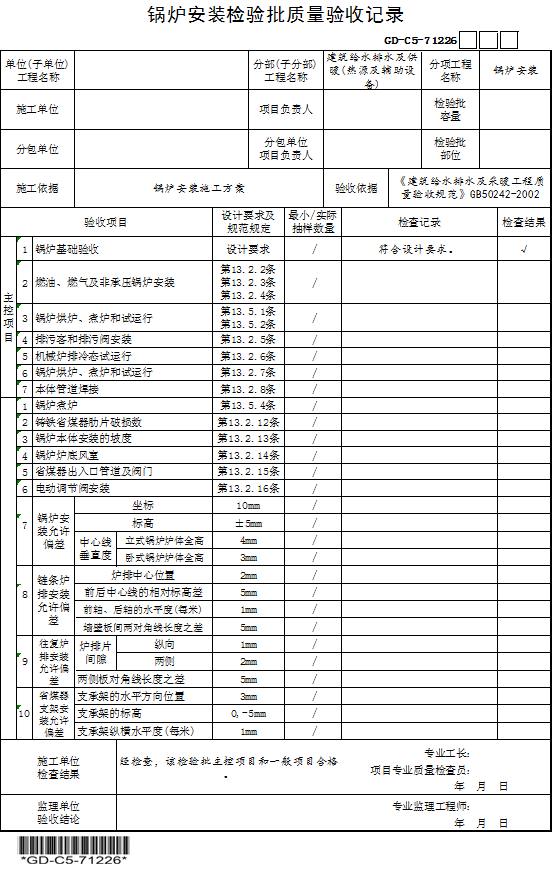 锅炉安装检验批质量验收记录
GD-C5-71226
单位(子单位)
工程名称
分部(子分部)
工程名称
建筑给水排水及供
暖(热源及辅助设
备)
分项工程
名称
锅炉安装
施工单位
项目负责人
检验批
容量
分包单位
分包单位
项目负责人
检验批
部位
施工依据
锅炉安装施工方案
验收依据
《建筑给水排水及采暖工程质
量验收规范》GB50242-2002
验收项目
设计要求及
规范规定
最小/实际
抽样数量
检查记录
检查结果
主控项目
1 锅炉基础验收 设计要求 / 符合设计要求。 √
2 燃油、燃气及非承压锅炉安装
第13.2.2条
第13.2.3条
第13.2.4条
/
3 锅炉烘炉、煮炉和试运行
第13.5.1条
第13.5.2条
/
4 排污客和排污阀安装 第13.2.5条 /
5 机械炉排冷态试运行 第13.2.6条 /
6 锅炉烘炉、煮炉和试运行 第13.2.7条 /
7 本体管道焊接 第13.2.8条 /
1 锅炉煮炉 第13.5.4条 /
2 铸铁省煤器肋片破损数 第13.2.12条 /
3 锅炉本体安装的坡度 第13.2.13条 /
4 锅炉炉底风室 第13.2.14条 /
5 省煤器出入口管道及阀门 第13.2.15条 /
6 电动调节阀安装 第13.2.16条 /
7
锅炉安
装允许
偏差
坐标 10mm /
标高 ±5mm /
中心线
垂直度
立式锅炉炉体全高 4mm /
卧式锅炉炉体全高 3mm /
8
链条炉
排安装
允许偏
差
炉排中心位置 2mm /
前后中心线的相对标高差 5mm /
前轴、后轴的水平度(每米) 1mm /
墙壁板间两对角线长度之差 5mm /
9
往复炉
排安装
允许偏
差
炉排片
间隙
纵向 1mm /
两侧 2mm /
两侧板对角线长度之差 5mm /
10
省煤器
支架安
装允许
偏差
支承架的水平方向位置 3mm /
支承架的标高 0,-5mm /
支承架纵横水平度(每米) 1mm /
施工单位
检查结果
经检查，该检验批主控项目和一般项目合格
。
专业工长:
项目专业质量检查员:
年 月 日
监理单位
验收结论
专业监理工程师:
年 月 日
*GD-C5-71226*